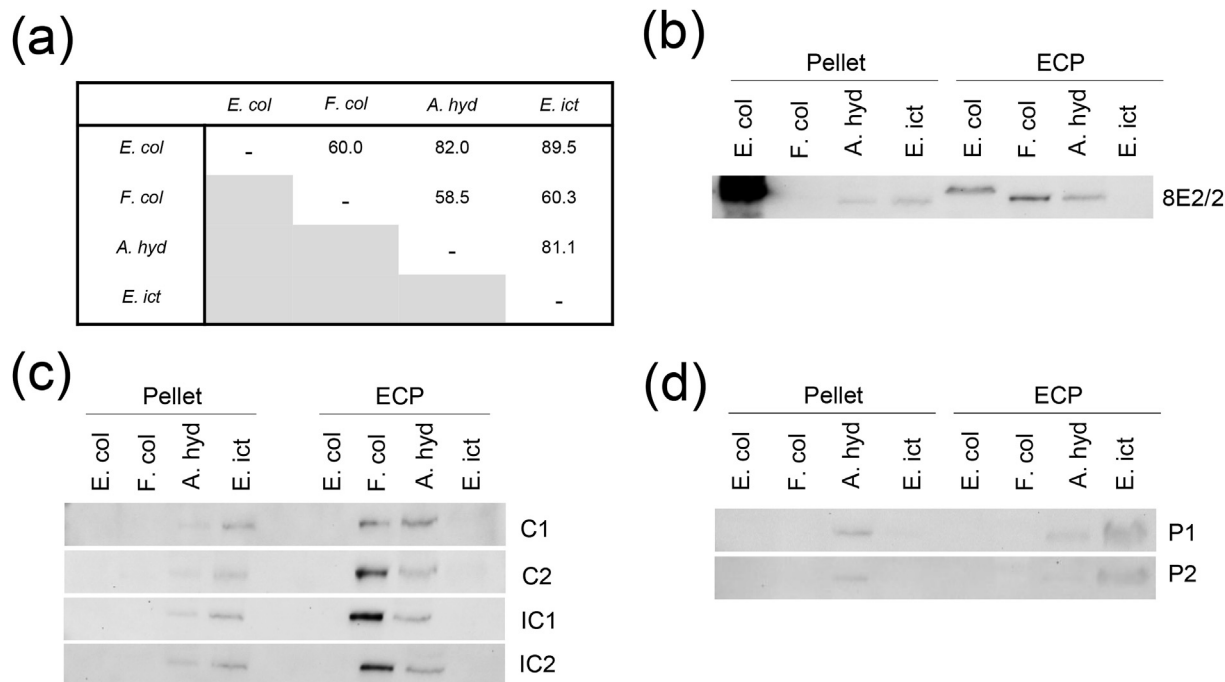 (a)
E. col F. col A. hyd E. ict
E. col - 60.0 82.0 89.5
F. col - 58.5 60.3
A. hyd - 81.1
E. ict -
(b)
Pellet ECP
E. col F. col A. hyd E. ict E. col F. col A. hyd E. ict
8E2/2
(c)
Pellet ECP
E. col F. col A. hyd E. ict E. col F. col A. hyd E. ict
C1
C2
IC1
IC2
(d)
Pellet ECP
E. col F. col A. hyd E. ict E. col F. col A. hyd E. ict
P1
P2